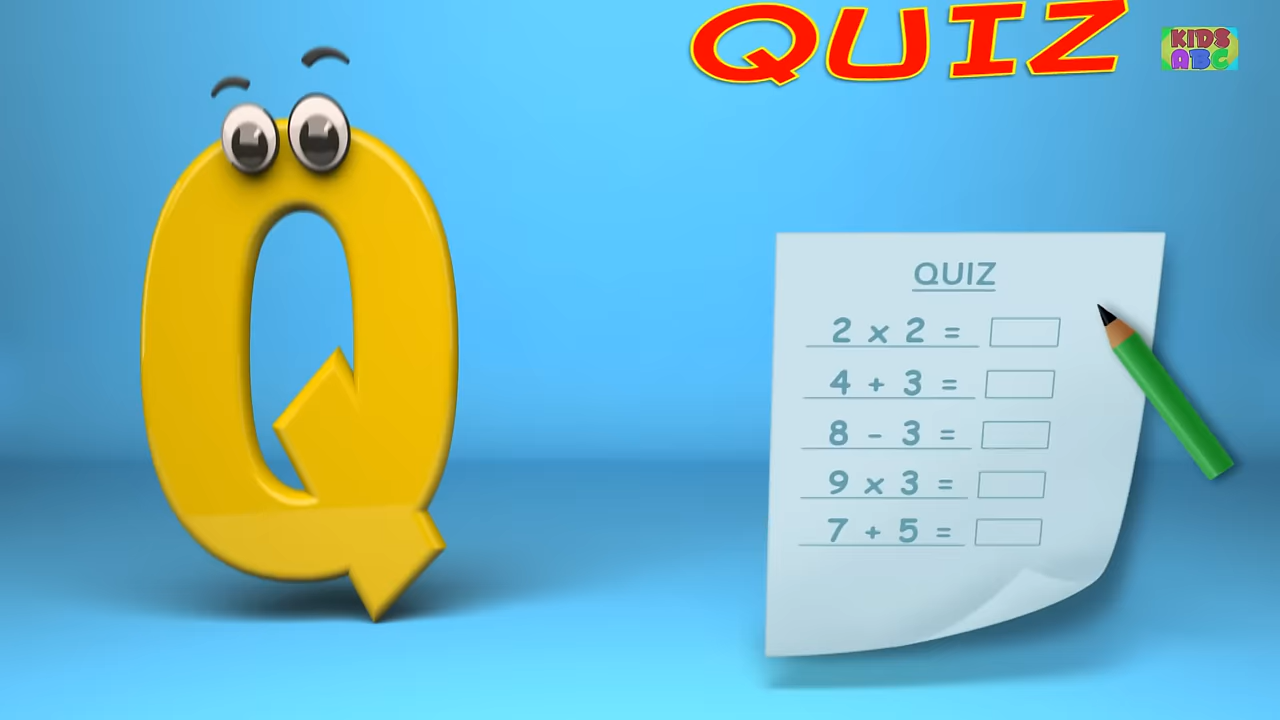 QUIZ
KIDS
ABC
Q
QUIZ
2 x 2 =
4 + 3 =
8 - 3 =
9 x 3 =
7 + 5 =